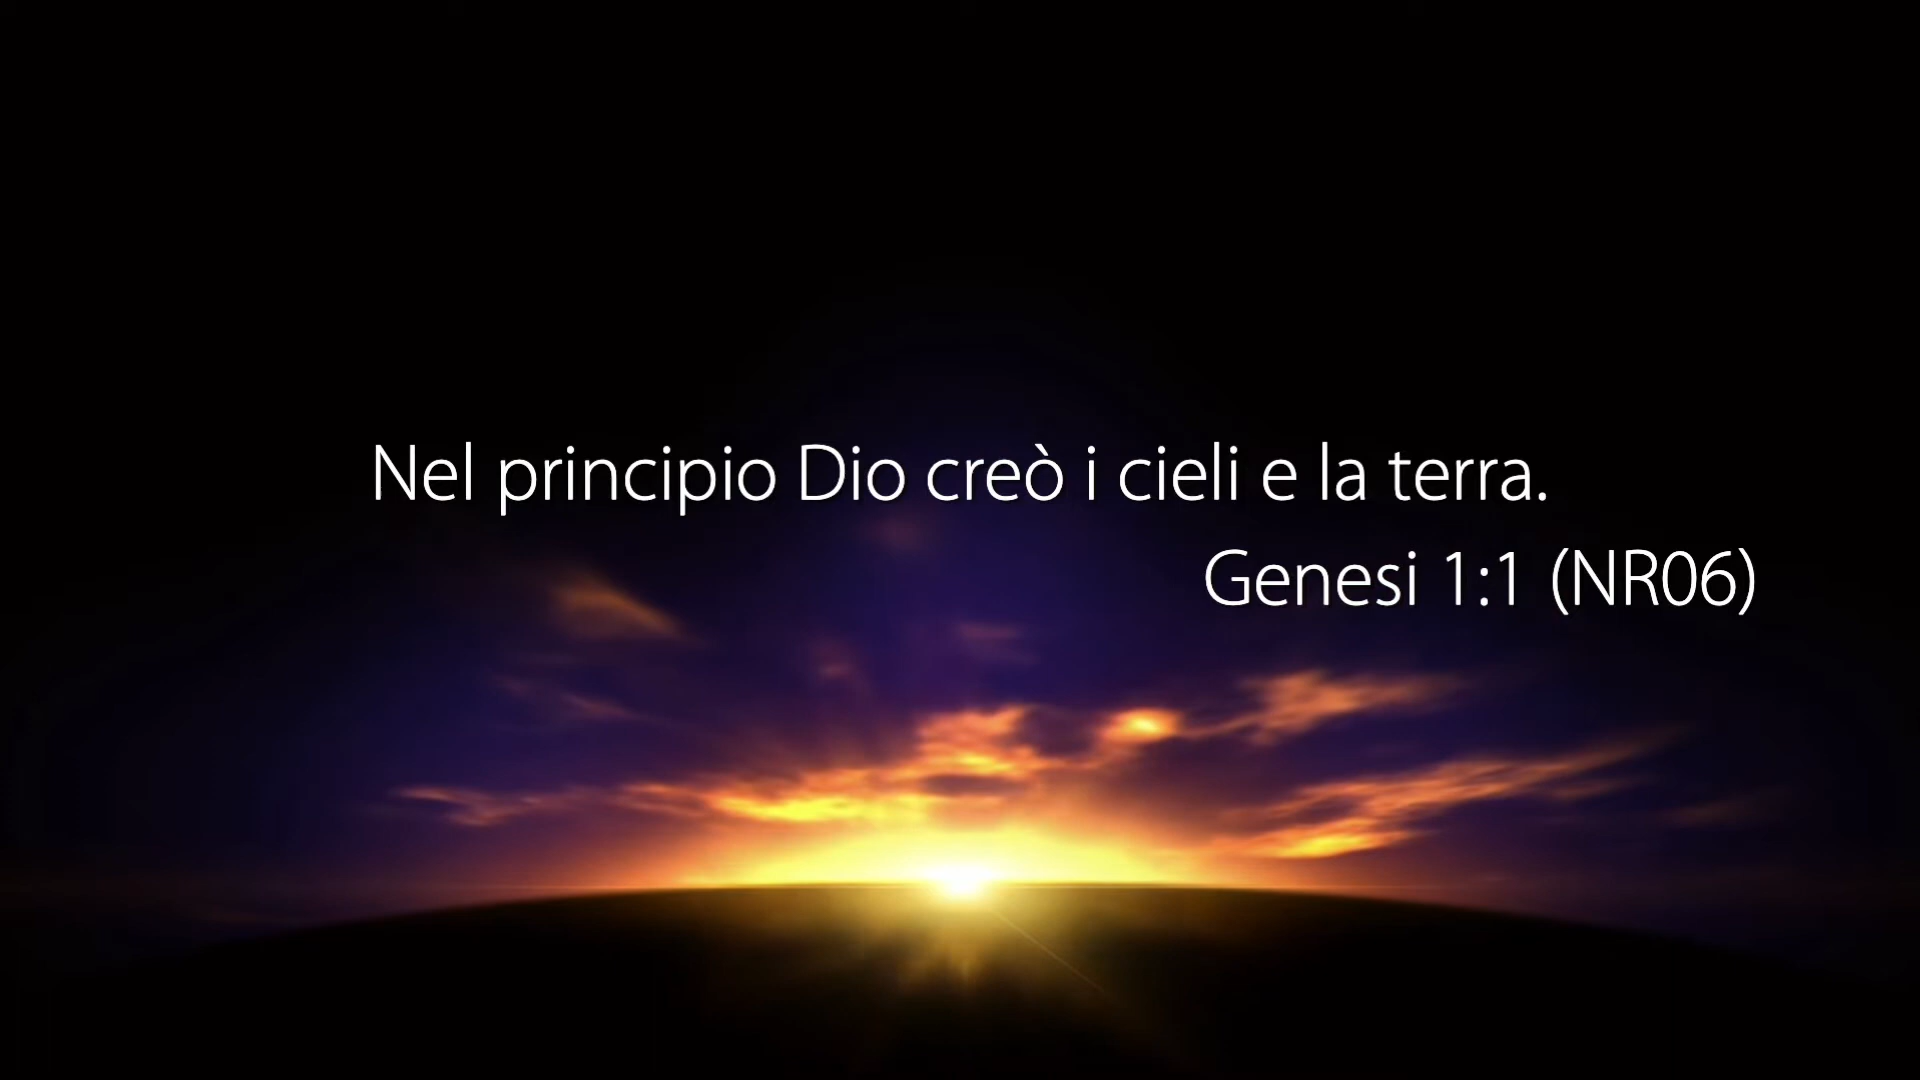 Nel principio Dio creò i cieli e la terra.
Genesi 1:1 (NR06)